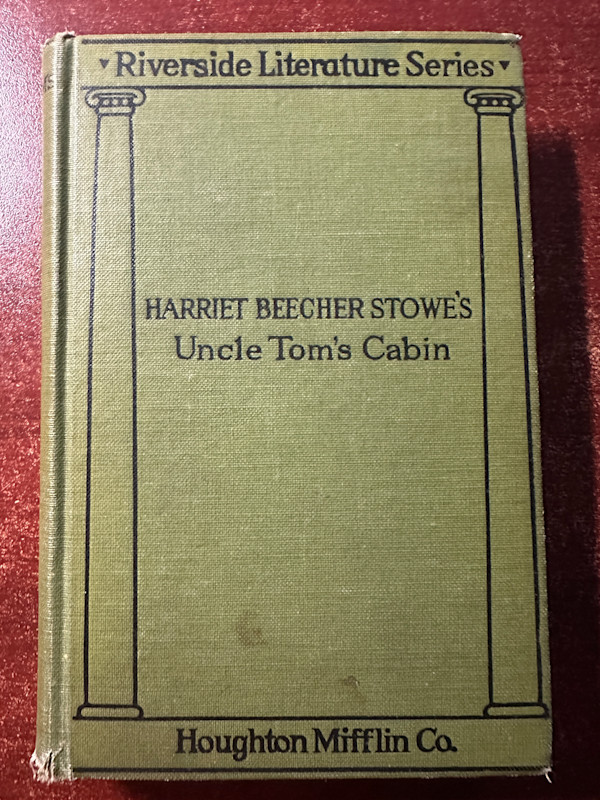 Riverside Literature Series
HARRIET BEECHER STOWE'S
Uncle Tom's Cabin
Houghton Mifflin Co.